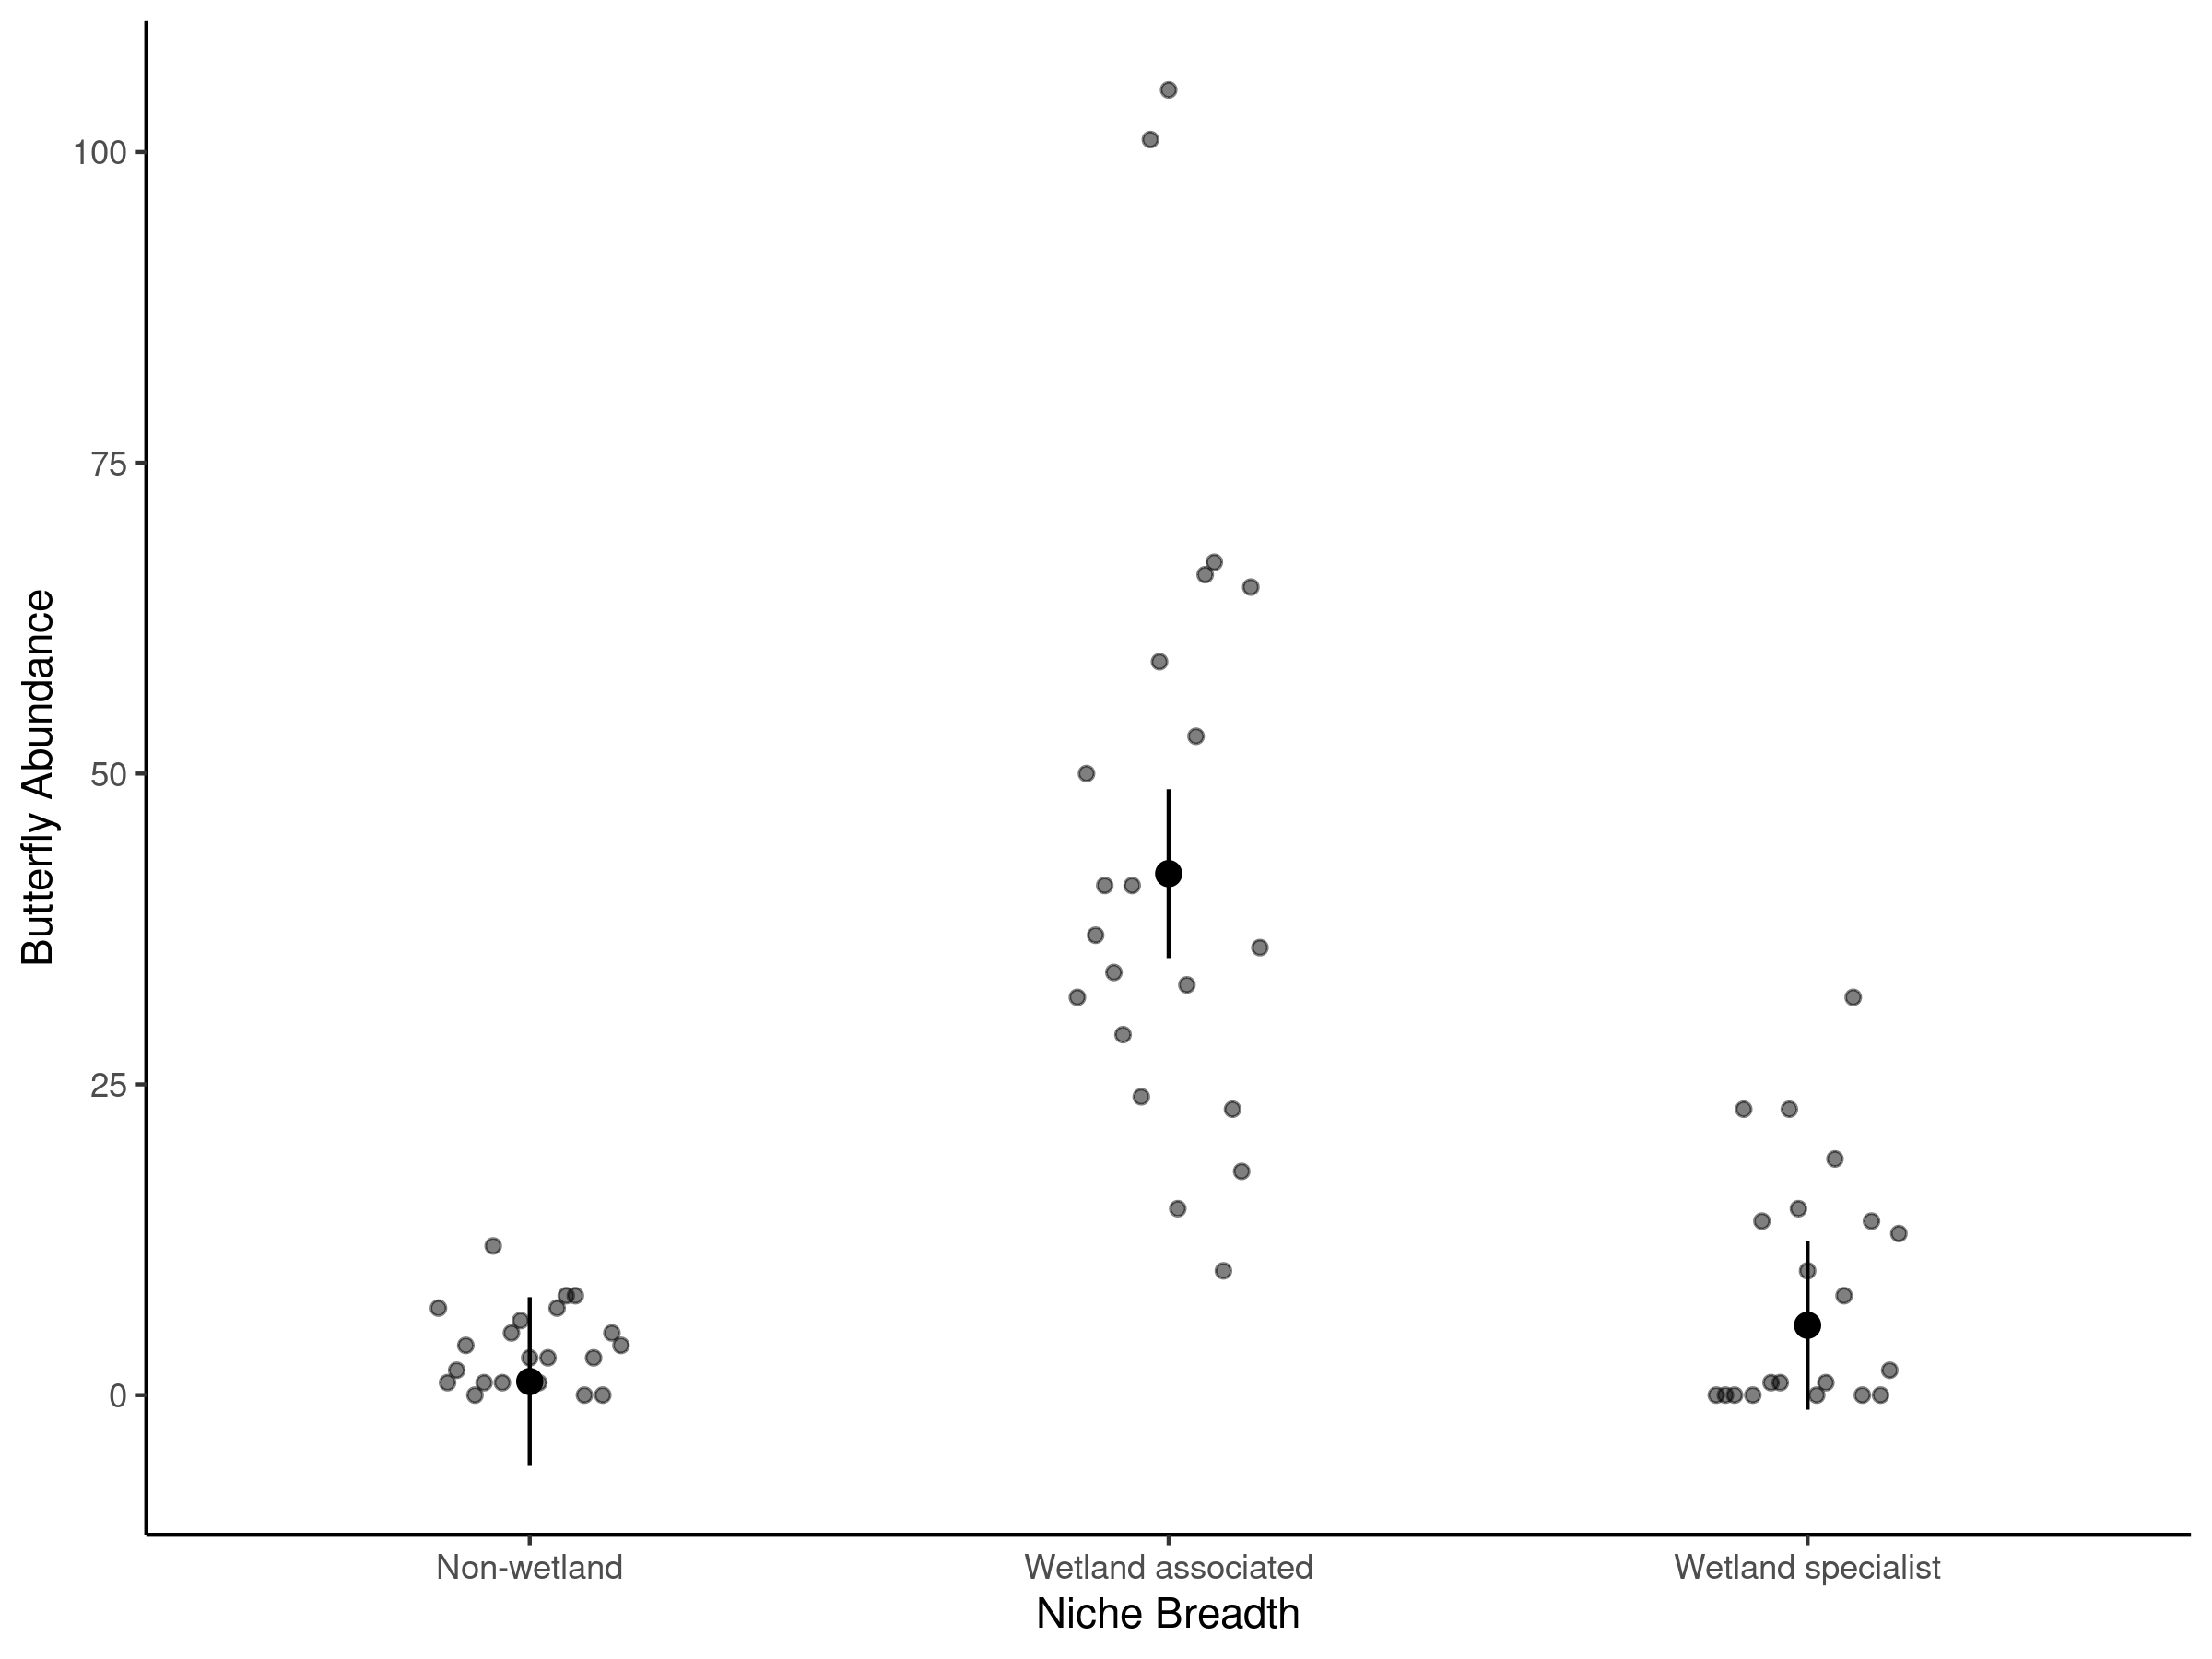 Butterfly Abundance
100
75
50
25
0
Non-wetland
Wetland associated
Wetland specialist
Niche Breadth